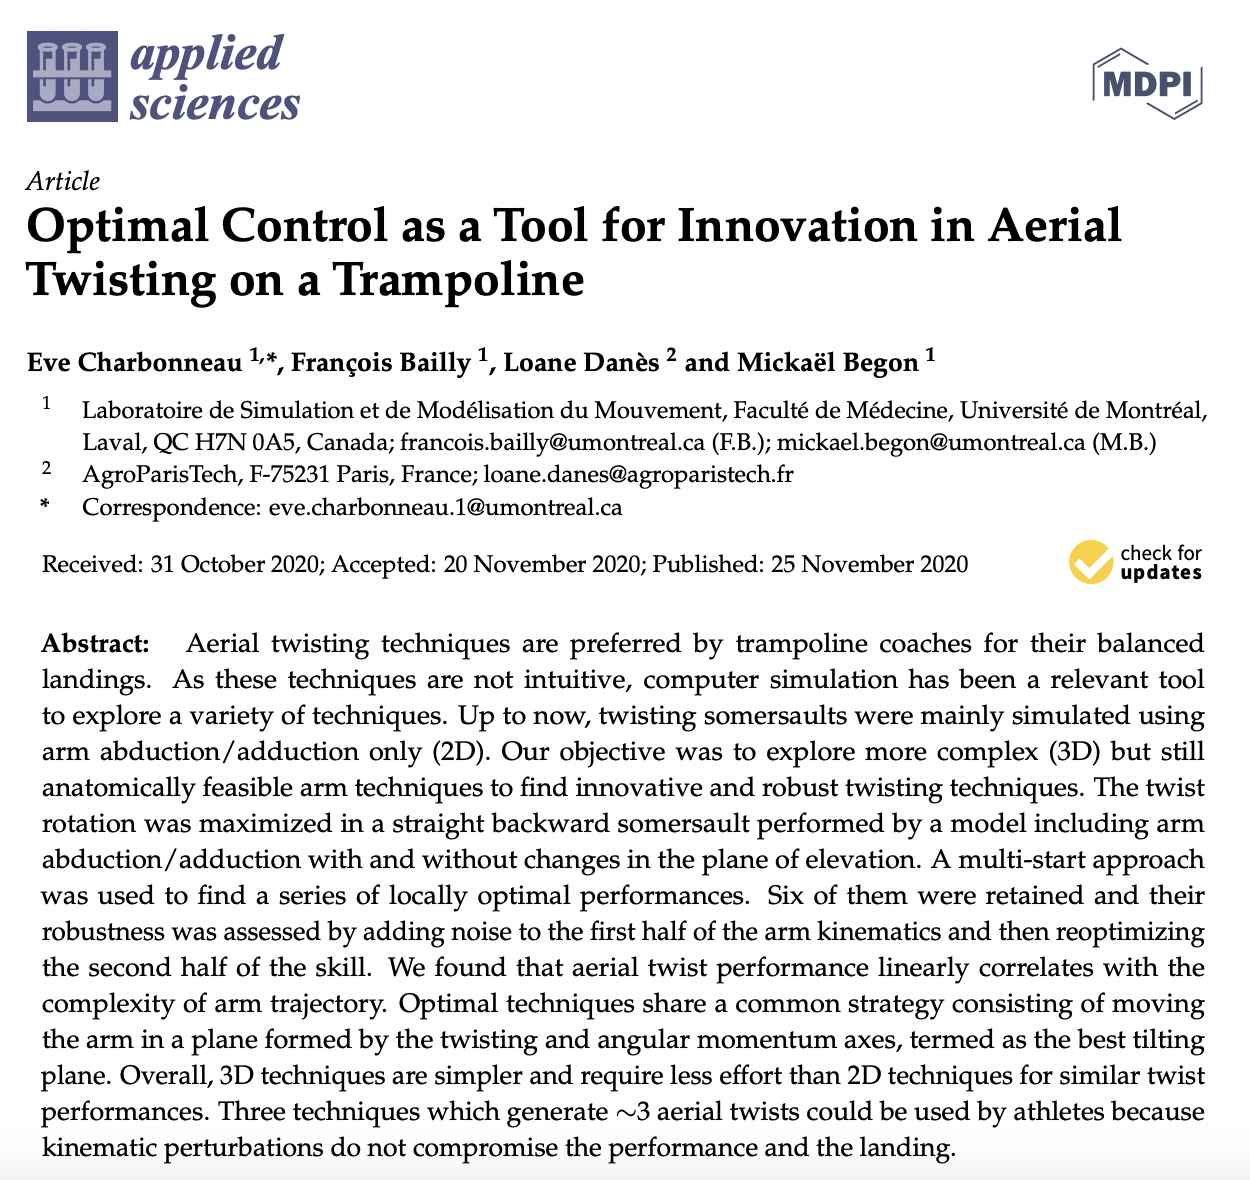 applied
sciences
MDPI
Article
Optimal Control as a Tool for Innovation in Aerial
Twisting on a Trampoline
Eve Charbonneau 1,*, François Bailly 1, Loane Danès 2 and Mickaël Begon 1
1 Laboratoire de Simulation et de Modélisation du Mouvement, Faculté de Médecine, Université de Montréal,
Laval, QC H7N 0A5, Canada; francois.bailly@umontreal.ca (F.B.); mickael.begon@umontreal.ca (M.B.)
2 AgroParisTech, F-75231 Paris, France; loane.danes@agroparistech.fr
* Correspondence: eve.charbonneau.1@umontreal.ca
Received: 31 October 2020; Accepted: 20 November 2020; Published: 25 November 2020
check for
updates
Abstract: Aerial twisting techniques are preferred by trampoline coaches for their balanced
landings. As these techniques are not intuitive, computer simulation has been a relevant tool
to explore a variety of techniques. Up to now, twisting somersaults were mainly simulated using
arm abduction/adduction only (2D). Our objective was to explore more complex (3D) but still
anatomically feasible arm techniques to find innovative and robust twisting techniques. The twist
rotation was maximized in a straight backward somersault performed by a model including arm
abduction/adduction with and without changes in the plane of elevation. A multi-start approach
was used to find a series of locally optimal performances. Six of them were retained and their
robustness was assessed by adding noise to the first half of the arm kinematics and then reoptimizing
the second half of the skill. We found that aerial twist performance linearly correlates with the
complexity of arm trajectory. Optimal techniques share a common strategy consisting of moving
the arm in a plane formed by the twisting and angular momentum axes, termed as the best tilting
plane. Overall, 3D techniques are simpler and require less effort than 2D techniques for similar twist
performances. Three techniques which generate ∼3 aerial twists could be used by athletes because
kinematic perturbations do not compromise the performance and the landing.